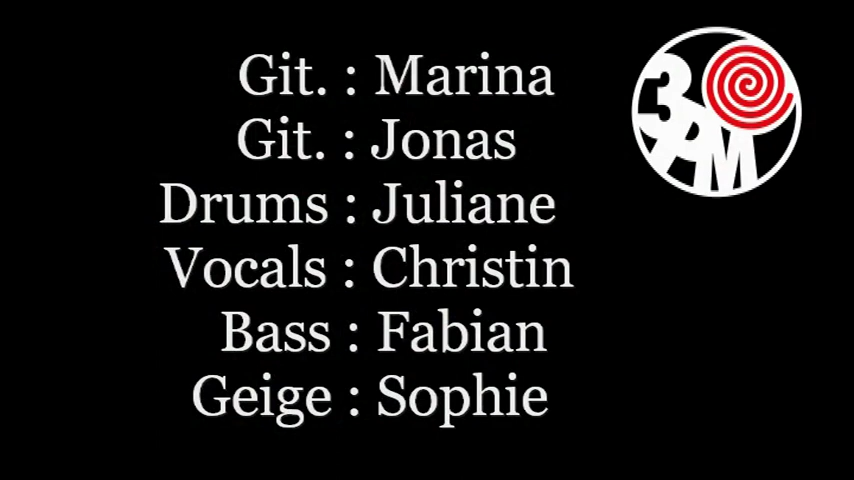 Git. : Marina
Git. : Jonas
Drums : Juliane
Vocals : Christin
Bass : Fabian
Geige : Sophie
3PM